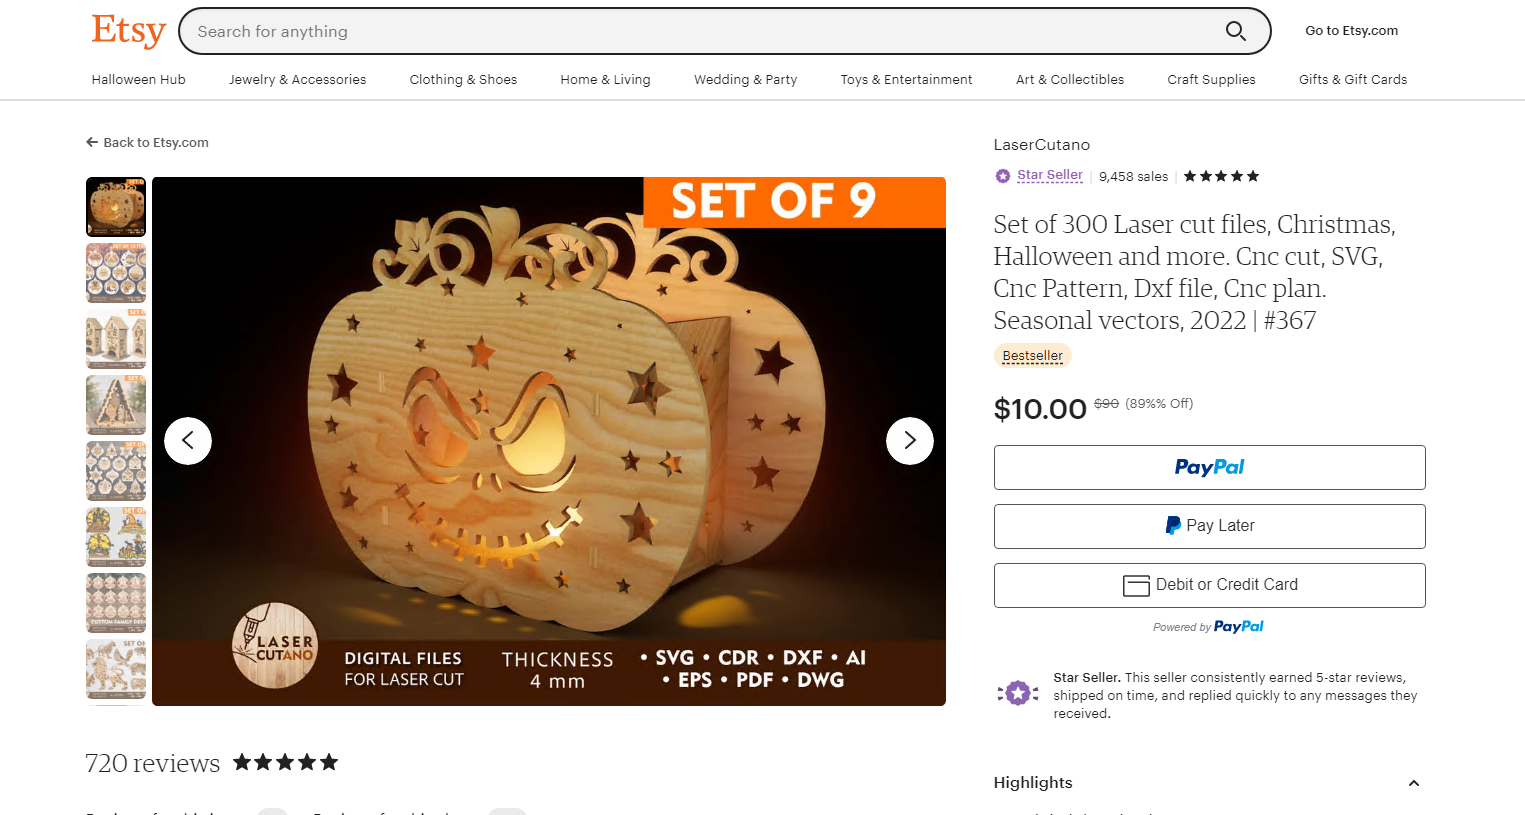 Etsy
Search for anything
Go to Etsy.com
Halloween Hub
Jewelry & Accessories
Clothing & Shoes
Home & Living
Wedding & Party
Toys & Entertainment
Art & Collectibles
Craft Supplies
Gifts & Gift Cards
Back to Etsy.com
SET OF 9
LASER
CUTANO
DIGITAL FILES
FOR LASER CUT
THICKNESS
4 mm
• SVG • CDR • DXF • AI
• EPS • PDF • DWG
CUSTOM FAMILY DESI
720 reviews
LaserCutano
Star Seller
9,458 sales
Set of 300 Laser cut files, Christmas,
Halloween and more. Cnc cut, SVG,
Cnc Pattern, Dxf file, Cnc plan.
Seasonal vectors, 2022 | #367
Bestseller
$10.00 $90 (89%% Off)
PayPal
Pay Later
Debit or Credit Card
Powered by PayPal
Star Seller. This seller consistently earned 5-star reviews,
shipped on time, and replied quickly to any messages they
received.
Highlights